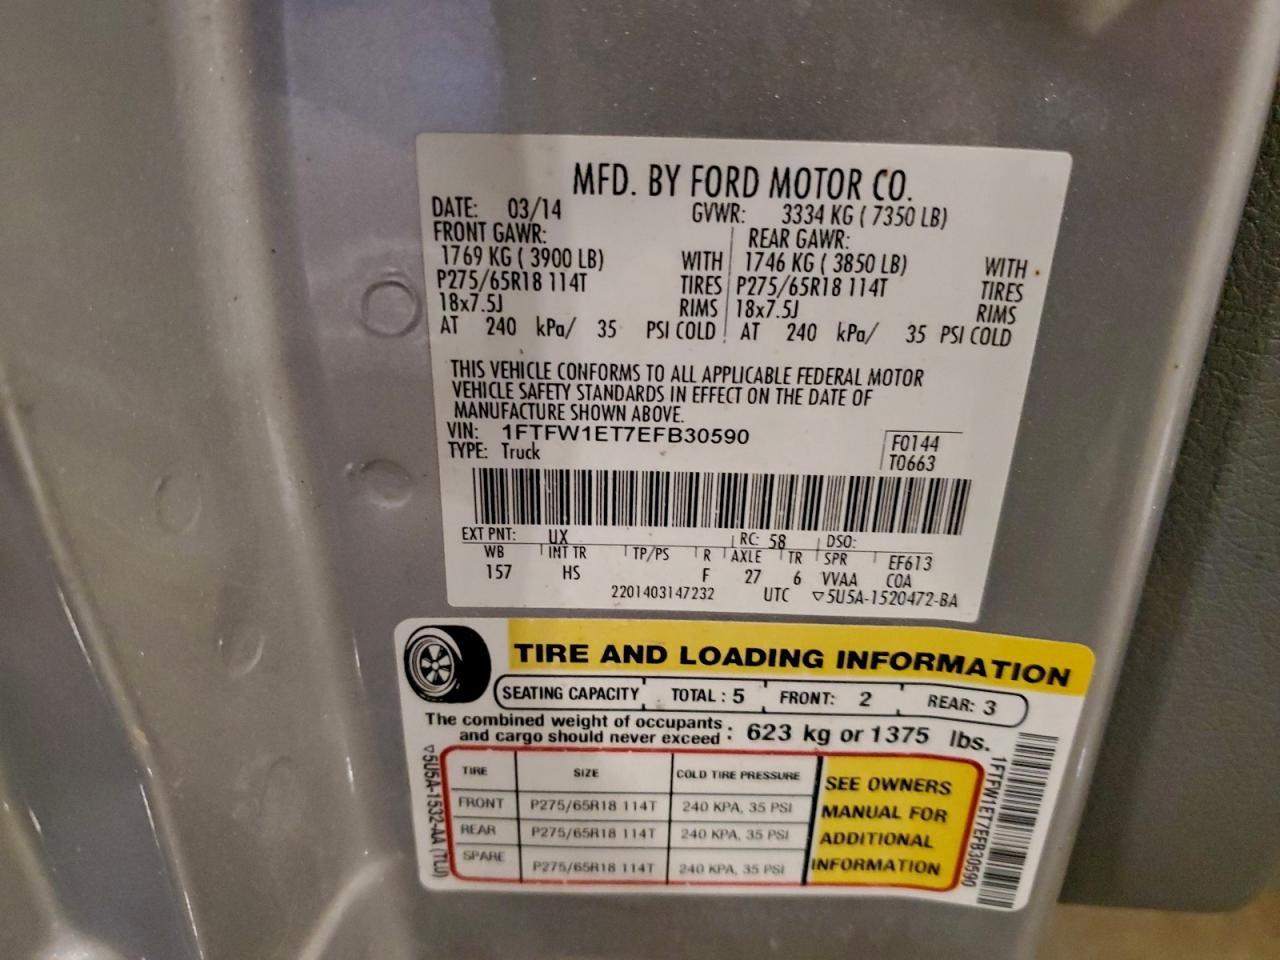 MFD. BY FORD MOTOR CO.
DATE: 03/14 GVWR: 3334 KG ( 7350 LB)
FRONT GAWR: REAR GAWR:
1769 KG ( 3900 LB) WITH 1746 KG ( 3850 LB) WITH
P275/65R18 114T TIRES P275/65R18 114T TIRES
18x7.5J RIMS 18x7.5J RIMS
AT 240 kPa/ 35 PSI COLD AT 240 kPa/ 35 PSI COLD
THIS VEHICLE CONFORMS TO ALL APPLICABLE FEDERAL MOTOR
VEHICLE SAFETY STANDARDS IN EFFECT ON THE DATE OF
MANUFACTURE SHOWN ABOVE.
VIN: 1FTFW1ET7EFB30590 F0144
TYPE: Truck T0663
EXT PNT: UX RC: 58 DSO:
WB INT TR TP/PS R AXLE TR SPR EF613
157 HS F 27 6 VVAA COA
2201403147232 UTC ▽5U5A-1520472-BA
TIRE AND LOADING INFORMATION
SEATING CAPACITY TOTAL : 5 FRONT: 2 REAR: 3
The combined weight of occupants
and cargo should never exceed : 623 kg or 1375 lbs.
TIRE SIZE COLD TIRE PRESSURE
FRONT P275/65R18 114T 240 KPA, 35 PSI
REAR P275/65R18 114T 240 KPA, 35 PSI
SPARE P275/65R18 114T 240 KPA, 35 PSI
SEE OWNERS
MANUAL FOR
ADDITIONAL
INFORMATION
▽5U5A-1532-AA (TLU)
1FTFW1ET7EFB30590